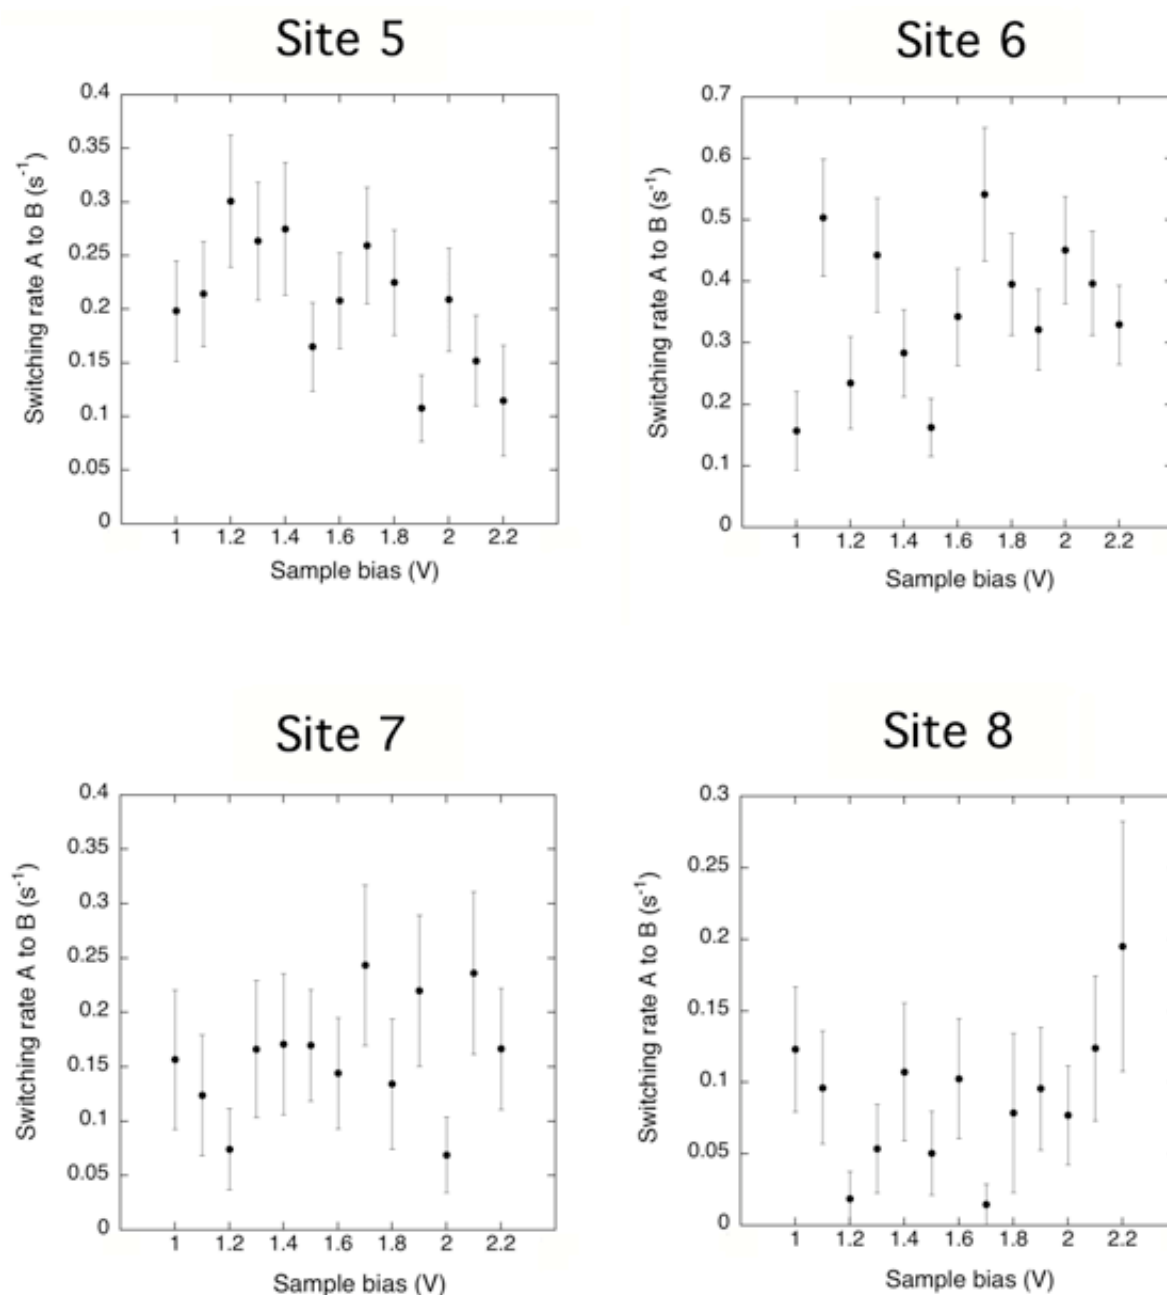 Site 5
0.4
0.35
0.3
0.25
0.2
0.15
0.1
0.05
0
Switching rate A to B (s⁻¹)
1 1.2 1.4 1.6 1.8 2 2.2
Sample bias (V)
Site 6
0.7
0.6
0.5
0.4
0.3
0.2
0.1
0
Switching rate A to B (s⁻¹)
1 1.2 1.4 1.6 1.8 2 2.2
Sample bias (V)
Site 7
0.4
0.35
0.3
0.25
0.2
0.15
0.1
0.05
0
Switching rate A to B (s⁻¹)
1 1.2 1.4 1.6 1.8 2 2.2
Sample bias (V)
Site 8
0.3
0.25
0.2
0.15
0.1
0.05
0
Switching rate A to B (s⁻¹)
1 1.2 1.4 1.6 1.8 2 2.2
Sample bias (V)